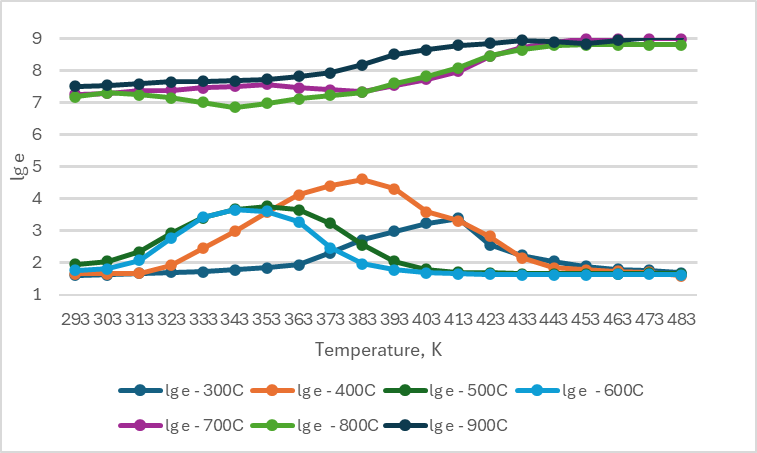 9
8
7
6
5
4
3
2
1
lg e
293 303 313 323 333 343 353 363 373 383 393 403 413 423 433 443 453 463 473 483
Temperature, K
lg e - 300C lg e - 400C lg e - 500C lg e - 600C
lg e - 700C lg e - 800C lg e - 900C